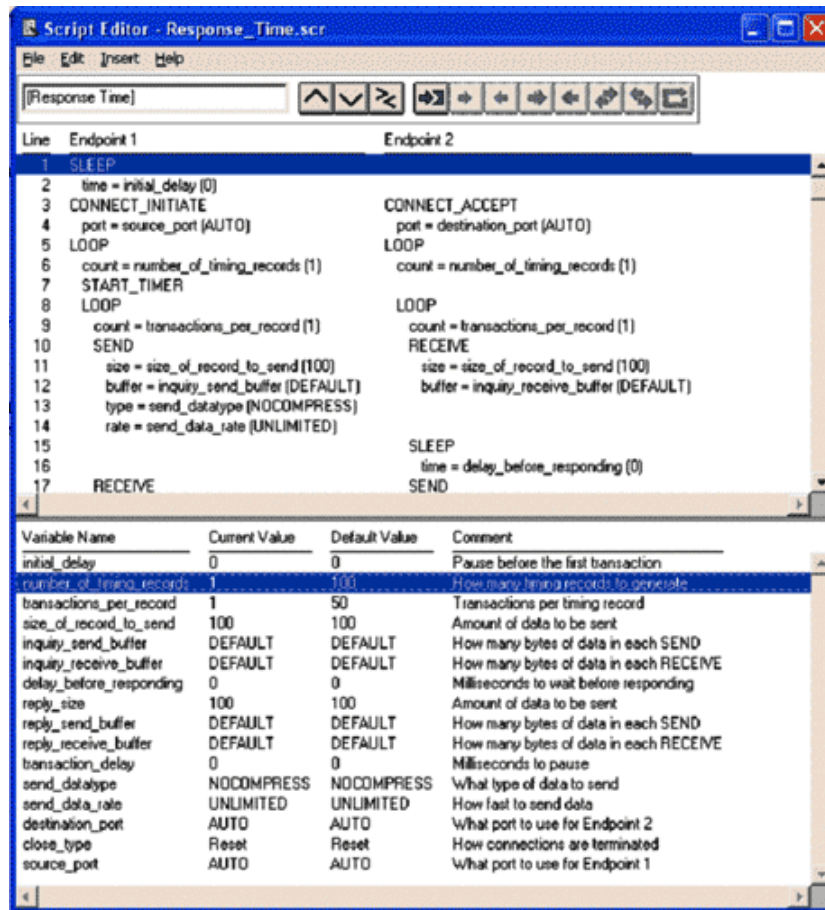 Script Editor - Response_Time.scr
File Edit Insert Help
[Response Time]
Line Endpoint 1 Endpoint 2
1 SLEEP
2 time = initial_delay (0)
3 CONNECT_INITIATE CONNECT_ACCEPT
4 port = source_port (AUTO) port = destination_port (AUTO)
5 LOOP LOOP
6 count = number_of_timing_records (1) count = number_of_timing_records (1)
7 START_TIMER
8 LOOP LOOP
9 count = transactions_per_record (1) count = transactions_per_record (1)
10 SEND RECEIVE
11 size = size_of_record_to_send (100) size = size_of_record_to_send (100)
12 buffer = inquiry_send_buffer (DEFAULT) buffer = inquiry_receive_buffer (DEFAULT)
13 type = send_datatype (NOCOMPRESS)
14 rate = send_data_rate (UNLIMITED)
15 SLEEP
16 time = delay_before_responding (0)
17 RECEIVE SEND
Variable Name Current Value Default Value Comment
initial_delay 0 0 Pause before the first transaction
number_of_timing_records 1 100 How many timing records to generate
transactions_per_record 1 50 Transactions per timing record
size_of_record_to_send 100 100 Amount of data to be sent
inquiry_send_buffer DEFAULT DEFAULT How many bytes of data in each SEND
inquiry_receive_buffer DEFAULT DEFAULT How many bytes of data in each RECEIVE
delay_before_responding 0 0 Milliseconds to wait before responding
reply_size 100 100 Amount of data to be sent
reply_send_buffer DEFAULT DEFAULT How many bytes of data in each SEND
reply_receive_buffer DEFAULT DEFAULT How many bytes of data in each RECEIVE
transaction_delay 0 0 Milliseconds to pause
send_datatype NOCOMPRESS NOCOMPRESS What type of data to send
send_data_rate UNLIMITED UNLIMITED How fast to send data
destination_port AUTO AUTO What port to use for Endpoint 2
close_type Reset Reset How connections are terminated
source_port AUTO AUTO What port to use for Endpoint 1